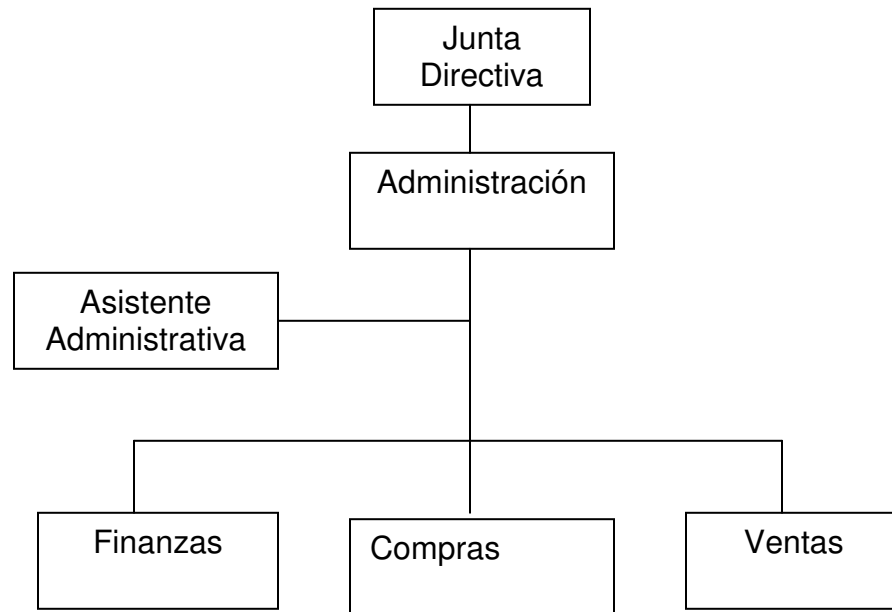 Junta
Directiva
Administración
Asistente
Administrativa
Finanzas
Compras
Ventas